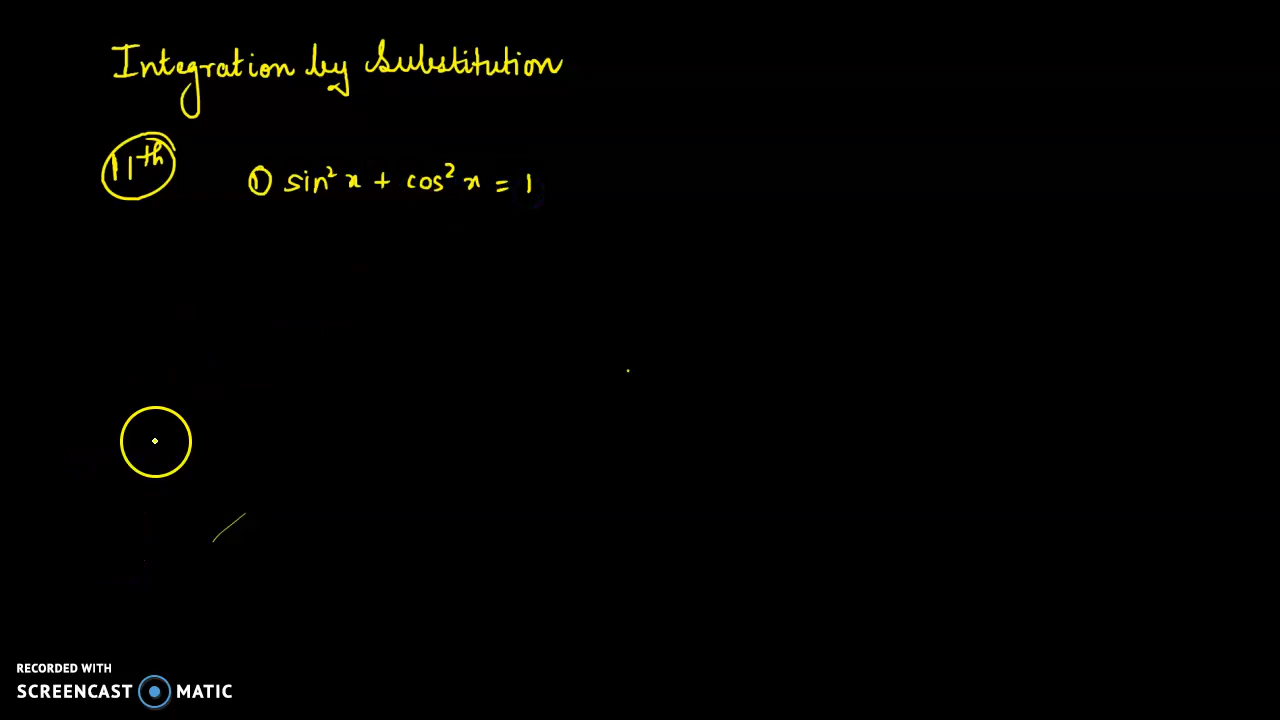 Integration by Substitution
11th
① sin² x + cos² x = 1
RECORDED WITH
SCREENCAST MATIC